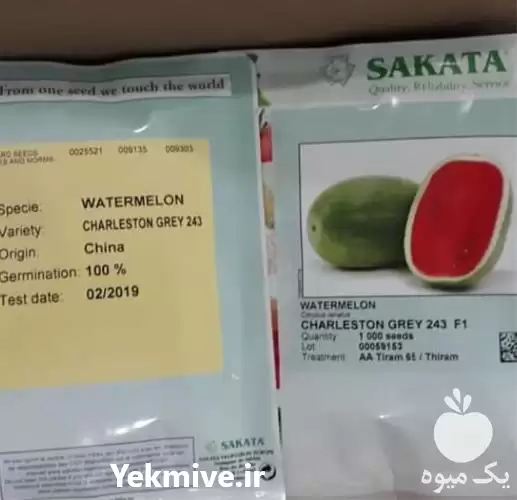 From one seed we touch the world
ARD SEEDS 0025521 009135 009303
Specie: WATERMELON
Variety: CHARLESTON GREY 243
Origin: China
Germination: 100 %
Test date: 02/2019
SAKATA
SAKATA
Quality, Reliability, Service
WATERMELON
CHARLESTON GREY 243 F1
Quantity 1 000 seeds
Lot 00059153
Treatment AA Tiram 65 / Thiram
یک میوه
Yekmive.ir